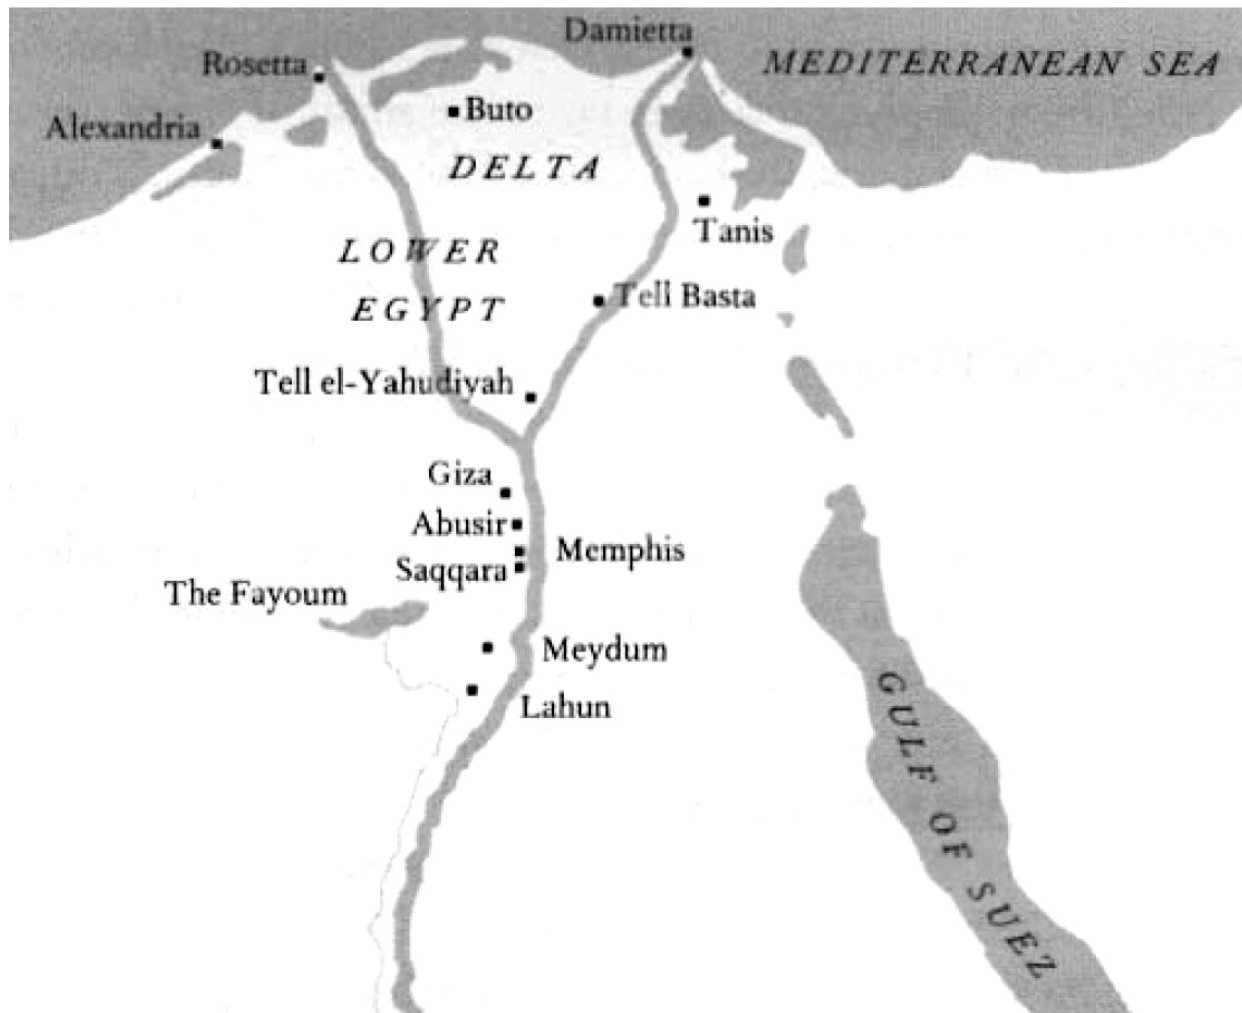 Damietta
Rosetta
MEDITERRANEAN SEA
Buto
Alexandria
DELTA
Tanis
LOWER
EGYPT
Tell Basta
Tell el-Yahudiyah
Giza
Abusir
Memphis
Saqqara
The Fayoum
Meydum
Lahun
GULF OF SUEZ